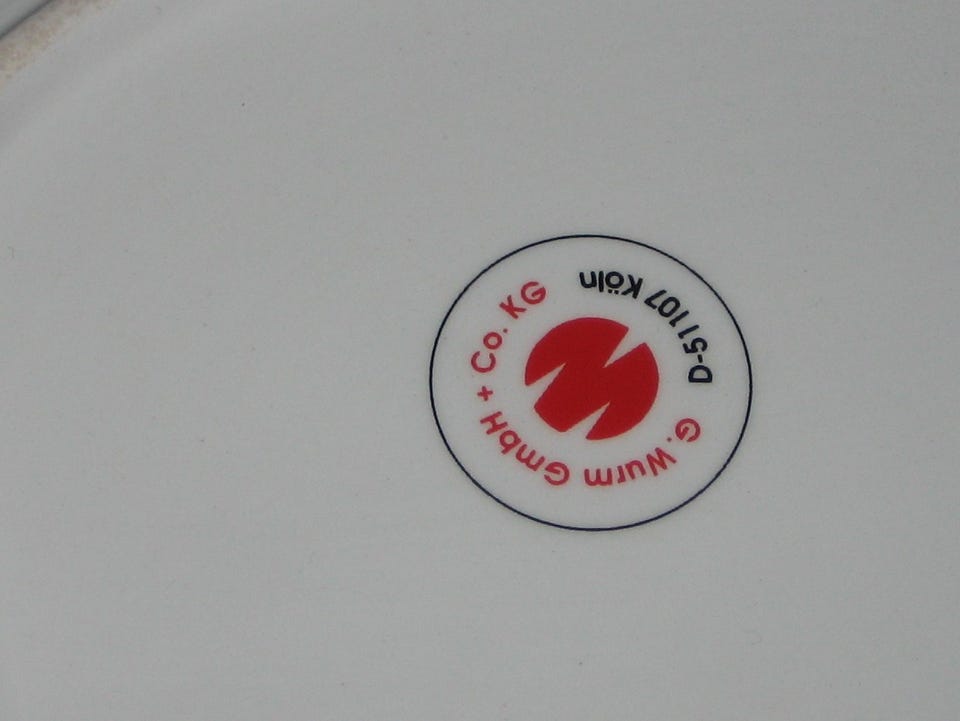 G. Wurm GmbH + Co. KG
D-51107 Köln